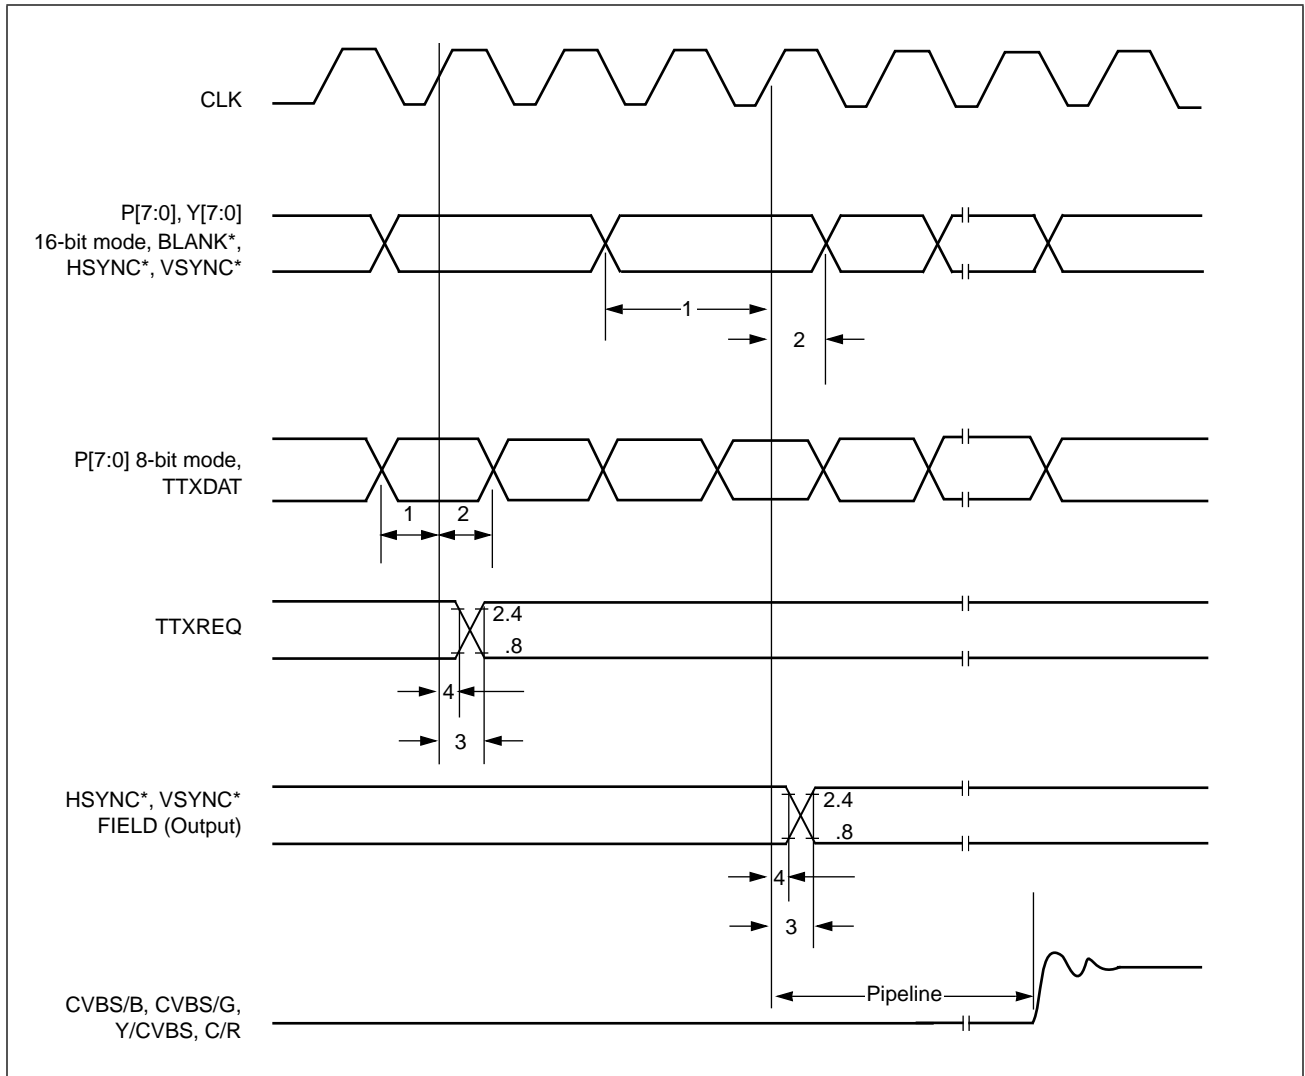 CLK
P[7:0], Y[7:0]
16-bit mode, BLANK*,
HSYNC*, VSYNC*
1
2
P[7:0] 8-bit mode,
TTXDAT
1 2
TTXREQ
2.4
.8
4
3
HSYNC*, VSYNC*
FIELD (Output)
2.4
.8
4
3
Pipeline
CVBS/B, CVBS/G,
Y/CVBS, C/R